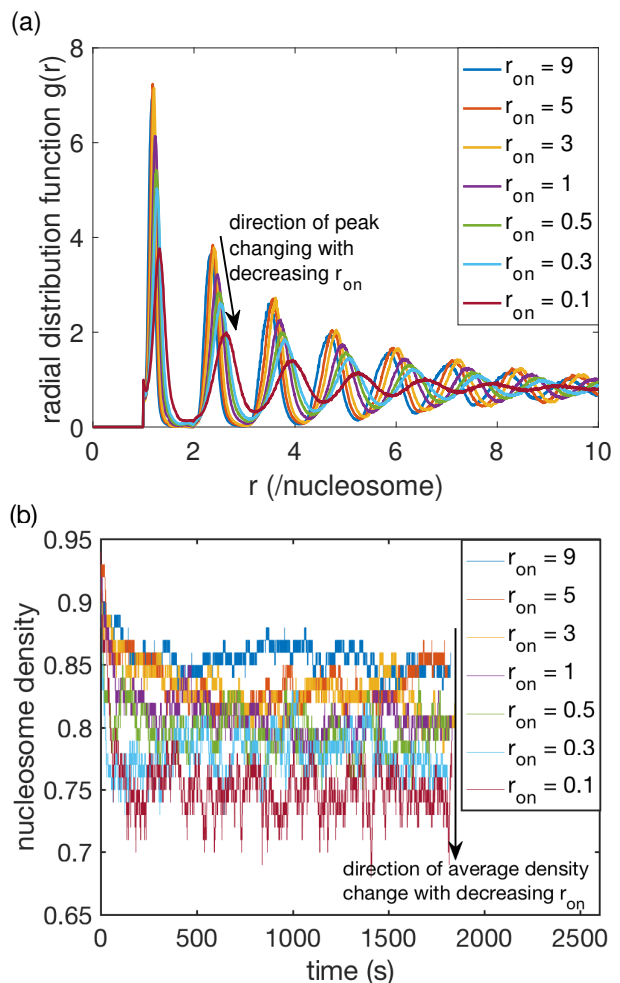 (a)
8
6
4
2
0
radial distribution function g(r)
r_on = 9
r_on = 5
r_on = 3
r_on = 1
r_on = 0.5
r_on = 0.3
r_on = 0.1
direction of peak
changing with
decreasing r_on
0 2 4 6 8 10
r (/nucleosome)
(b)
0.95
0.9
0.85
0.8
0.75
0.7
0.65
nucleosome density
r_on = 9
r_on = 5
r_on = 3
r_on = 1
r_on = 0.5
r_on = 0.3
r_on = 0.1
direction of average density
change with decreasing r_on
0 500 1000 1500 2000 2500
time (s)